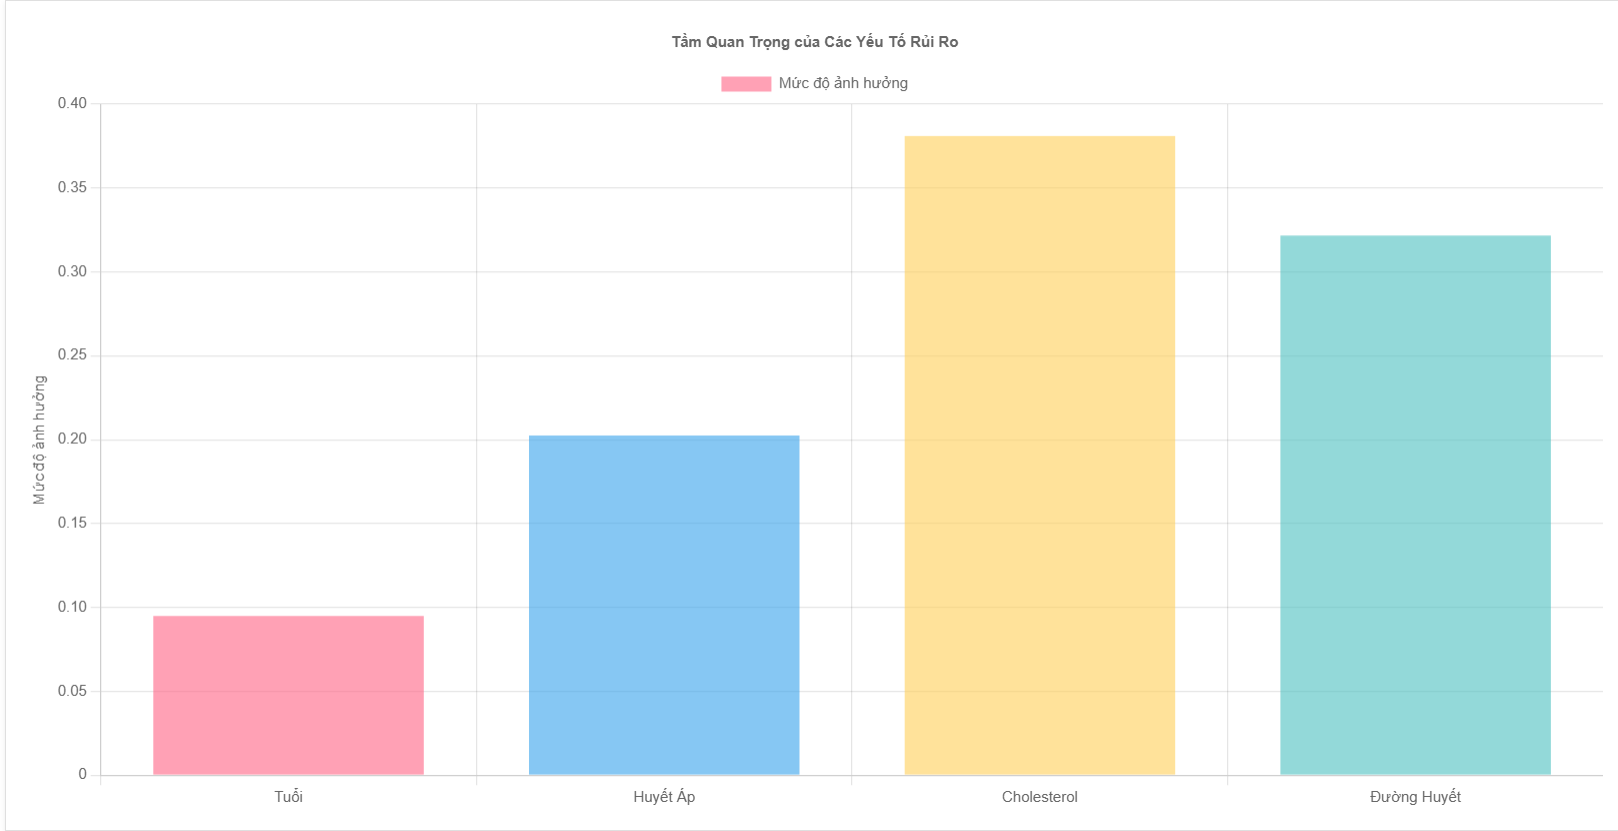 Tầm Quan Trọng của Các Yếu Tố Rủi Ro
Mức độ ảnh hưởng
0.40
0.35
0.30
0.25
0.20
0.15
0.10
0.05
0
Mức độ ảnh hưởng
Tuổi
Huyết Áp
Cholesterol
Đường Huyết